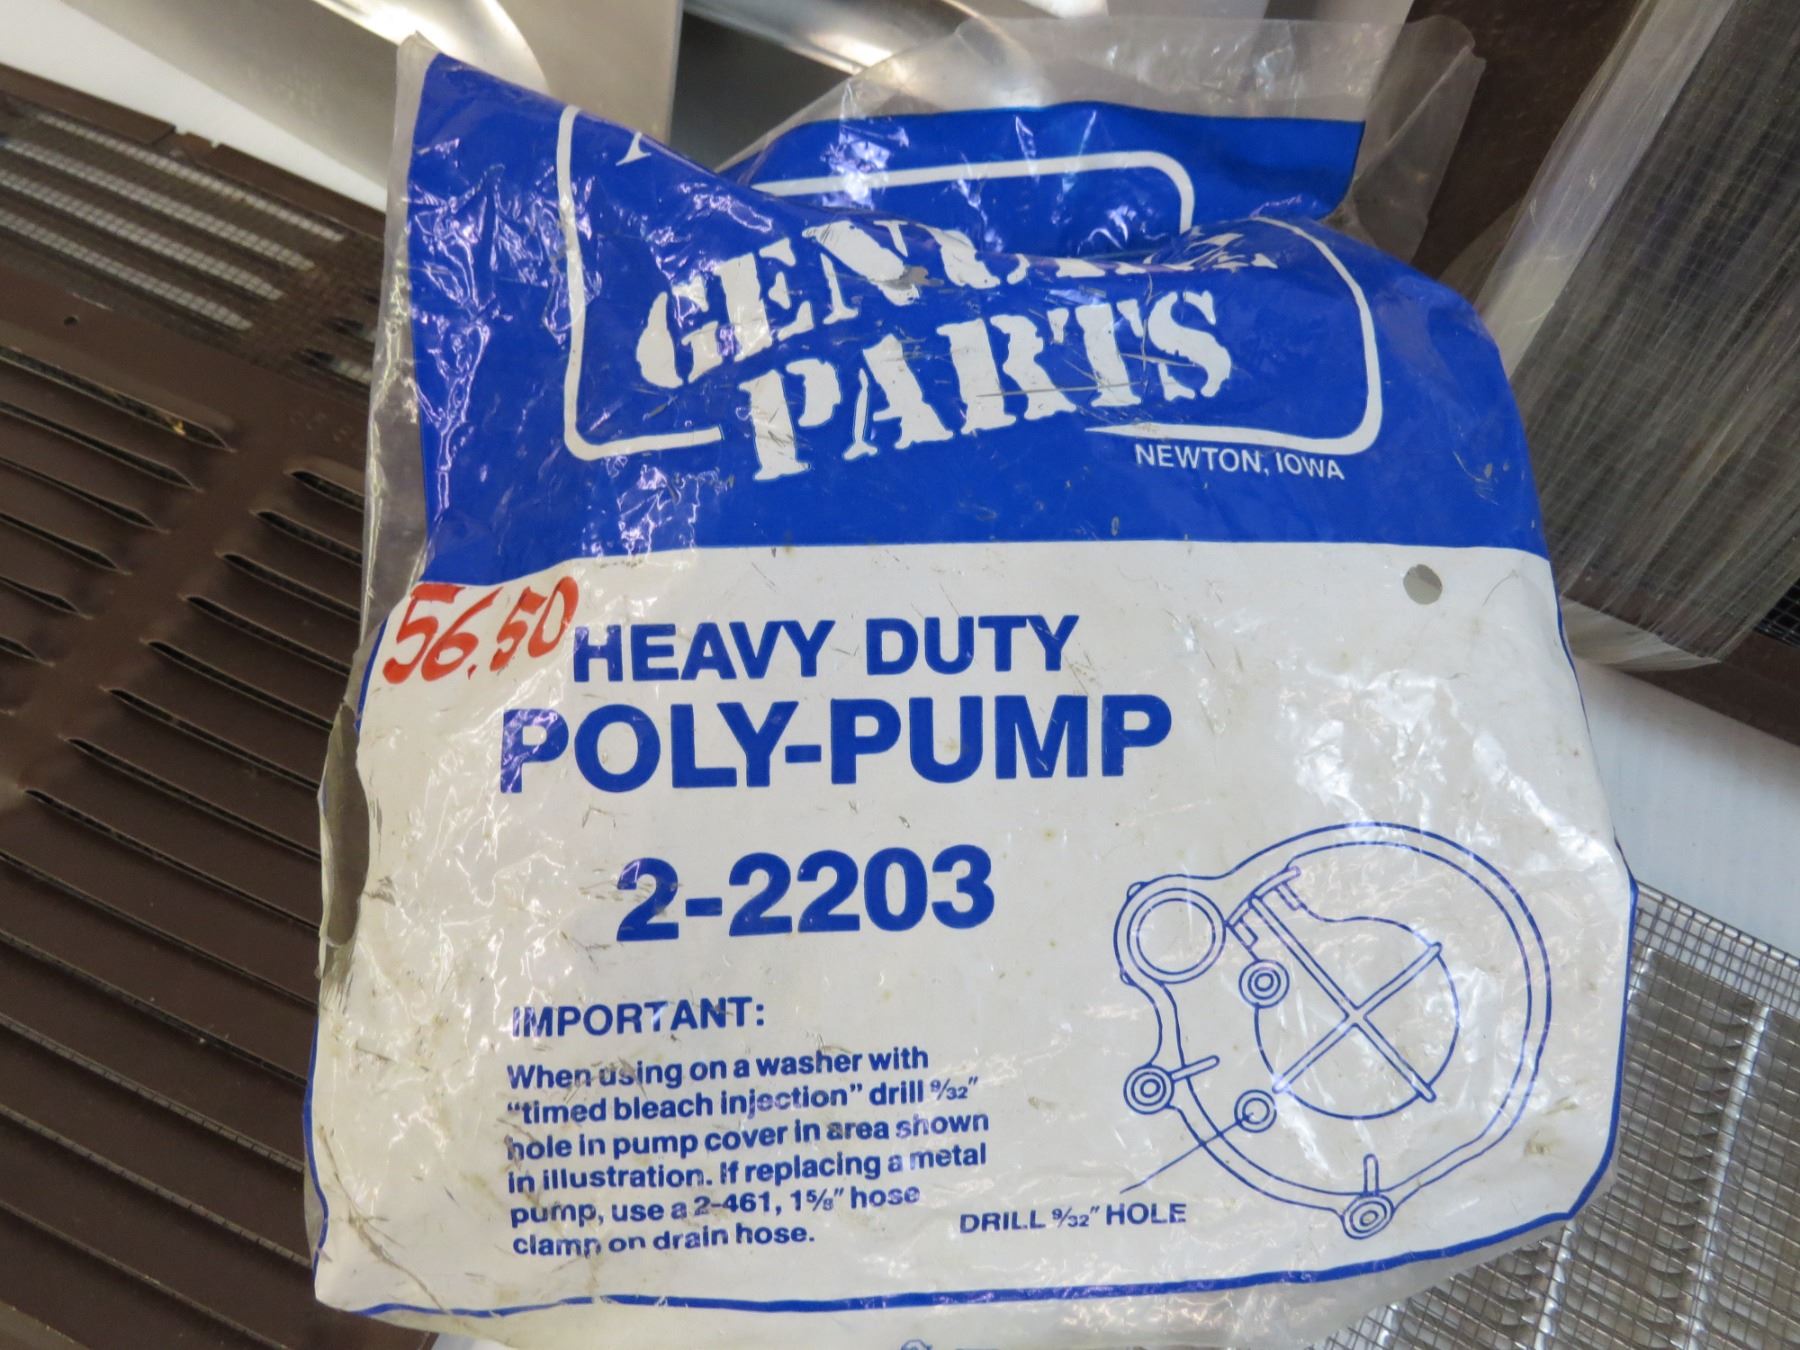 PARTS
NEWTON, IOWA
56.50
HEAVY DUTY
POLY-PUMP
2-2203
IMPORTANT:
When using on a washer with
“timed bleach injection” drill 9/32″
hole in pump cover in area shown
in illustration. If replacing a metal
pump, use a 2-461, 1 5/8″ hose
clamp on drain hose.
DRILL 9/32″ HOLE